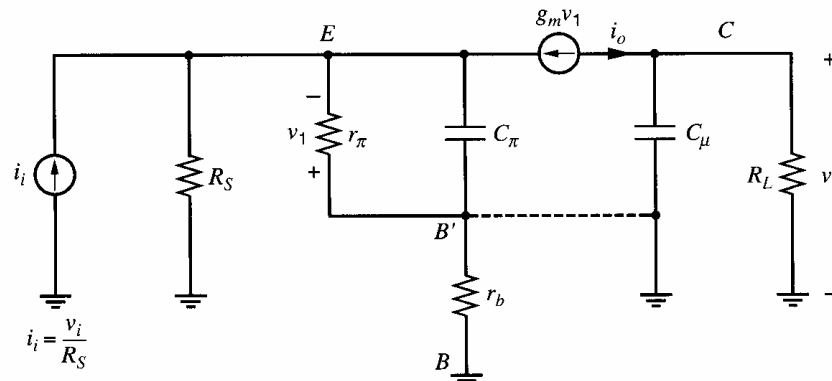 g_m v_1
E
i_o
C
+
−
v_1
r_π
+
C_π
C_μ
i_i
R_S
R_L
v
B'
r_b
−
i_i = v_i / R_S
B